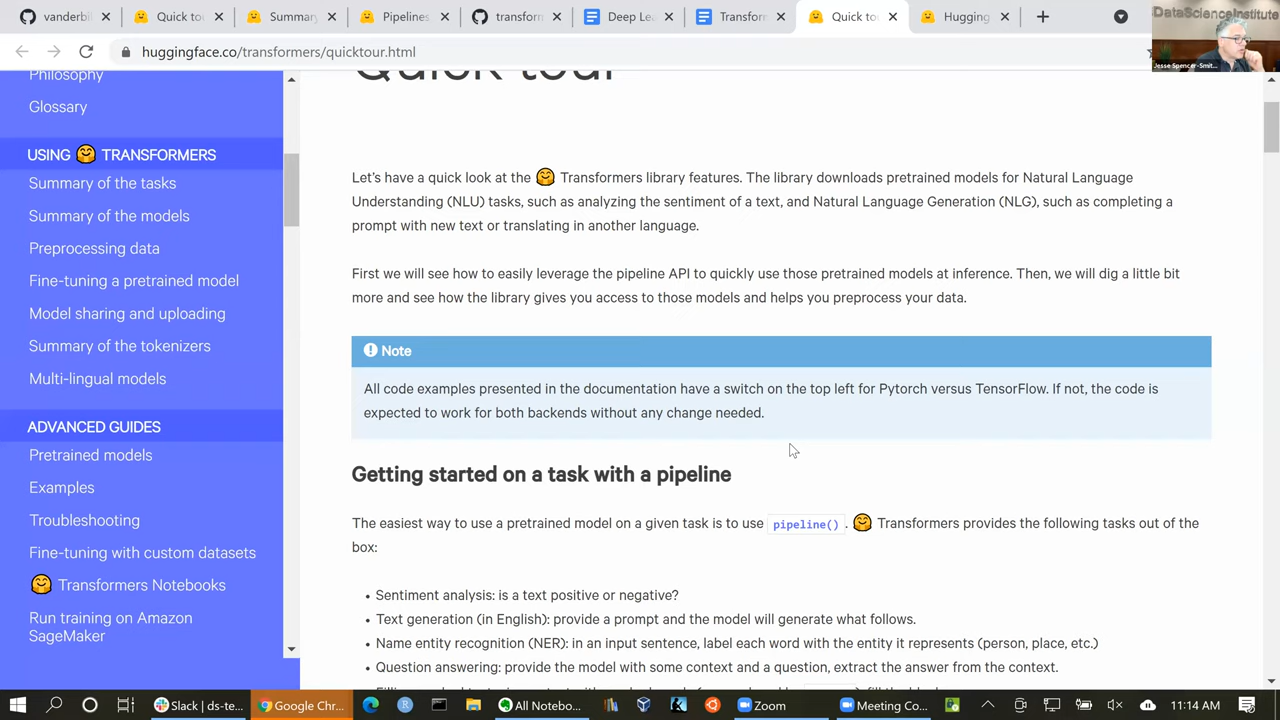 vanderbil
Quick to
Summary
Pipelines
transform
Deep Le
Transform
Quick to
Hugging
huggingface.co/transformers/quicktour.html
DataScienceInstitute
Jesse Spencer-Smit...
Philosophy
Glossary
USING 🤗 TRANSFORMERS
Summary of the tasks
Summary of the models
Preprocessing data
Fine-tuning a pretrained model
Model sharing and uploading
Summary of the tokenizers
Multi-lingual models
ADVANCED GUIDES
Pretrained models
Examples
Troubleshooting
Fine-tuning with custom datasets
🤗 Transformers Notebooks
Run training on Amazon
SageMaker
Quick tour
Let's have a quick look at the 🤗 Transformers library features. The library downloads pretrained models for Natural Language
Understanding (NLU) tasks, such as analyzing the sentiment of a text, and Natural Language Generation (NLG), such as completing a
prompt with new text or translating in another language.
First we will see how to easily leverage the pipeline API to quickly use those pretrained models at inference. Then, we will dig a little bit
more and see how the library gives you access to those models and helps you preprocess your data.
Note
All code examples presented in the documentation have a switch on the top left for Pytorch versus TensorFlow. If not, the code is
expected to work for both backends without any change needed.
Getting started on a task with a pipeline
The easiest way to use a pretrained model on a given task is to use pipeline(). 🤗 Transformers provides the following tasks out of the
box:
• Sentiment analysis: is a text positive or negative?
• Text generation (in English): provide a prompt and the model will generate what follows.
• Name entity recognition (NER): in an input sentence, label each word with the entity it represents (person, place, etc.)
• Question answering: provide the model with some context and a question, extract the answer from the context.
Slack | ds-te...
Google Chr...
All Notebo...
Zoom
Meeting Co...
11:14 AM